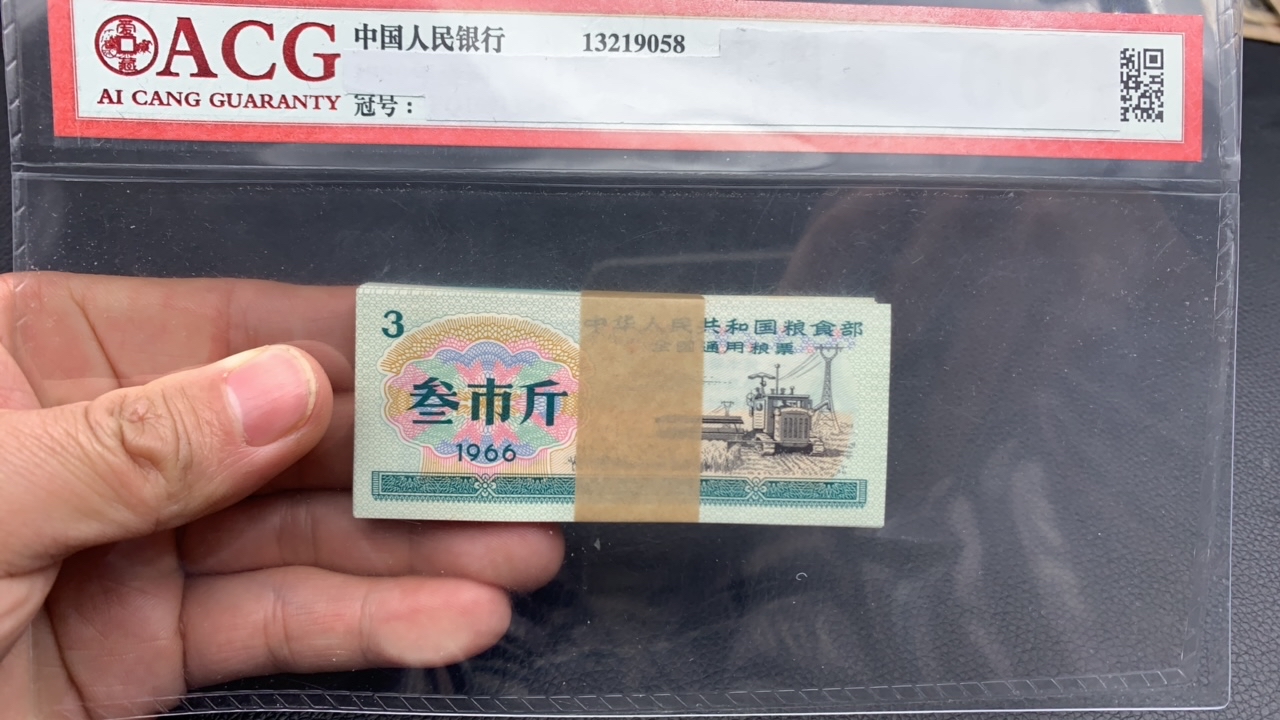 ACG
AI CANG GUARANTY
中国人民银行 13219058
冠号：
3
中华人民共和国粮食部
全国通用粮票
叁市斤
1966